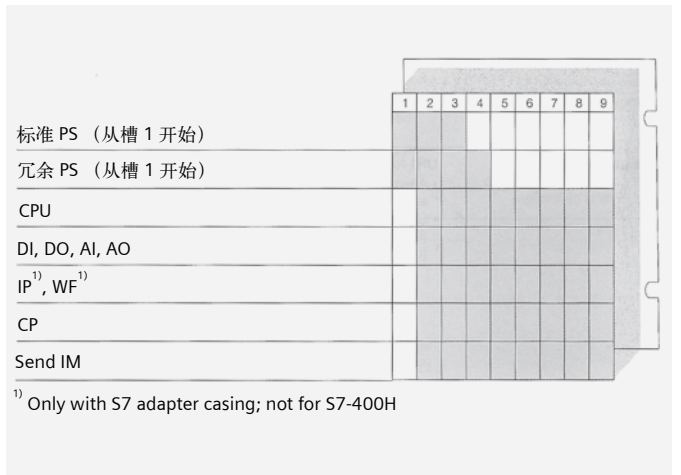 1 2 3 4 5 6 7 8 9
标准 PS （从槽 1 开始）
冗余 PS （从槽 1 开始）
CPU
DI, DO, AI, AO
IP1), WF1)
CP
Send IM
1) Only with S7 adapter casing; not for S7-400H